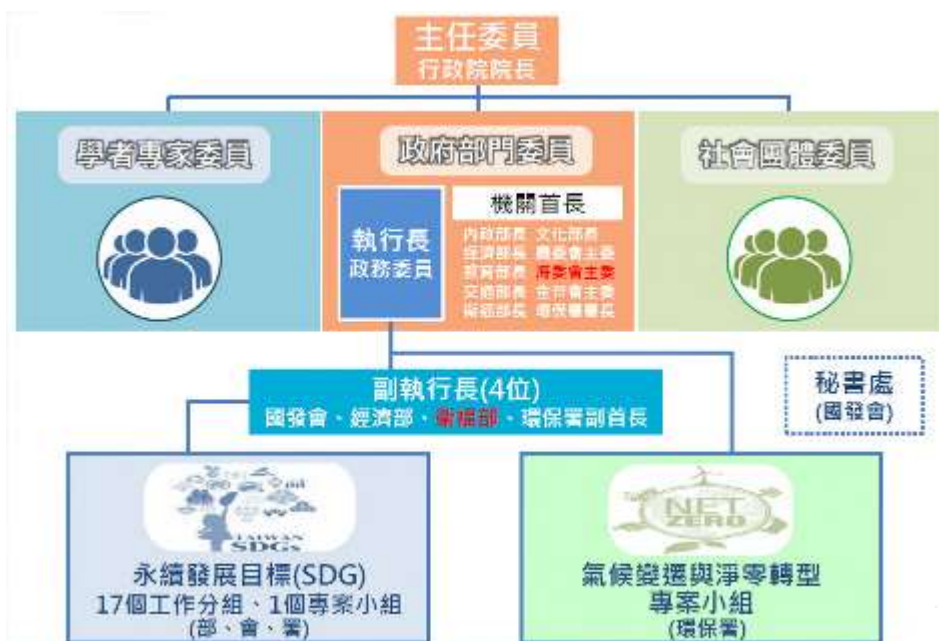 主任委員
行政院院長
學者專家委員
政府部門委員
社會團體委員
執行長
政務委員
機關首長
內政部長 文化部長
經濟部長 農委會主委
教育部長 海委會主委
交通部長 金管會主委
衛福部長 環保署署長
副執行長(4位)
國發會、經濟部、衛福部、環保署副首長
秘書處
(國發會)
TAIWAN
SDGs
永續發展目標(SDG)
17個工作分組、1個專案小組
(部、會、署)
NET
ZERO
氣候變遷與淨零轉型
專案小組
(環保署)